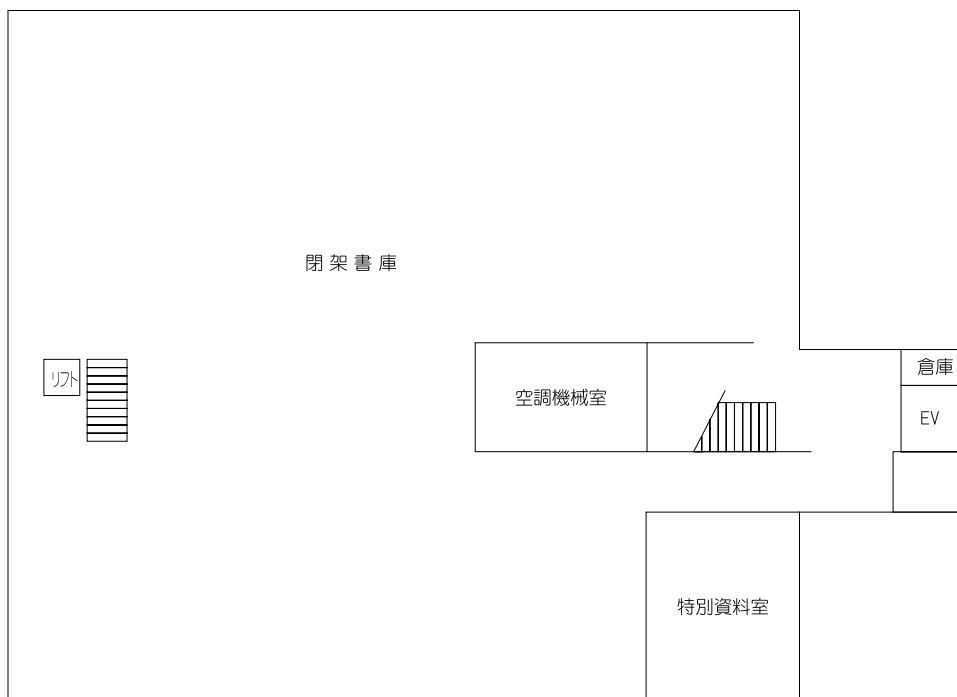 閉架書庫
倉庫
リフト
空調機械室
EV
特別資料室